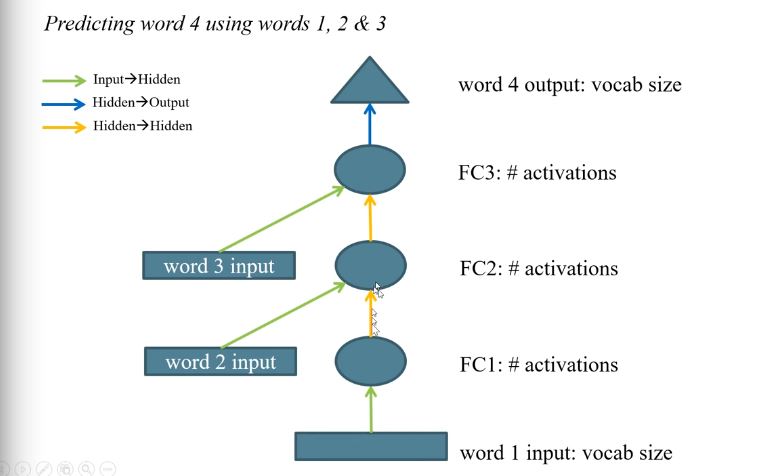 Predicting word 4 using words 1, 2 & 3
Input→Hidden
Hidden→Output
Hidden→Hidden
word 4 output: vocab size
FC3: # activations
word 3 input
FC2: # activations
word 2 input
FC1: # activations
word 1 input: vocab size